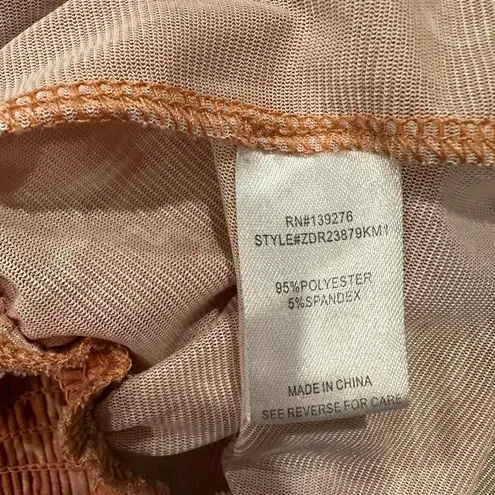 RN#139276
STYLE#ZDR23879KM1
95%POLYESTER
5%SPANDEX
MADE IN CHINA
SEE REVERSE FOR CARE